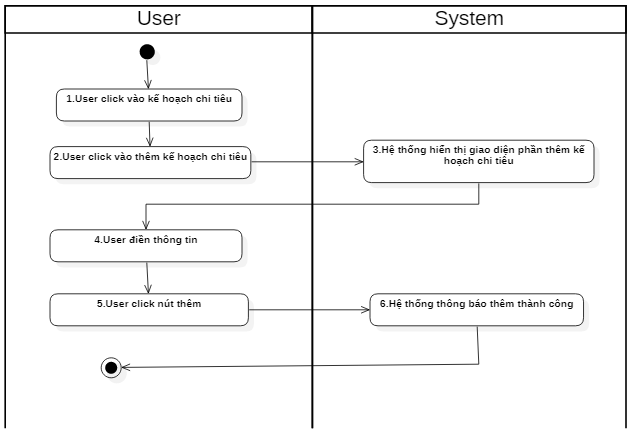 User
System
1.User click vào kế hoạch chi tiêu
2.User click vào thêm kế hoạch chi tiêu
3.Hệ thống hiển thị giao diện phần thêm kế
hoạch chi tiêu
4.User điền thông tin
5.User click nút thêm
6.Hệ thống thông báo thêm thành công